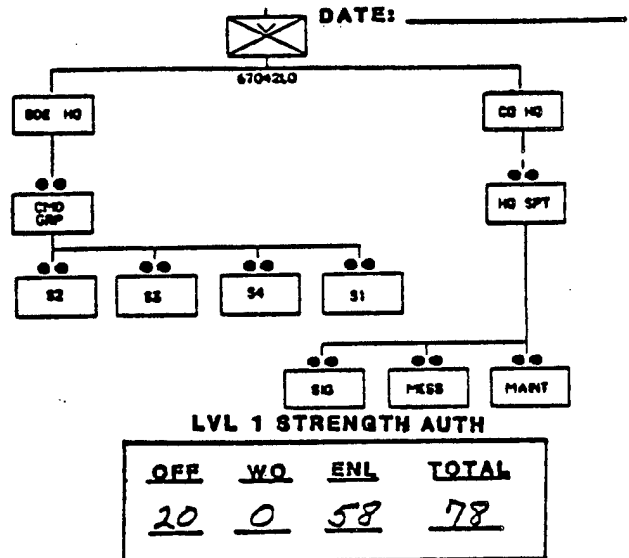 DATE:
67042L0
BDE HQ
CO HQ
CMD
GRP
HQ SPT
S2
S3
S4
S1
SIG
MESS
MAINT
LVL 1 STRENGTH AUTH
OFF WO ENL TOTAL
20 0 58 78